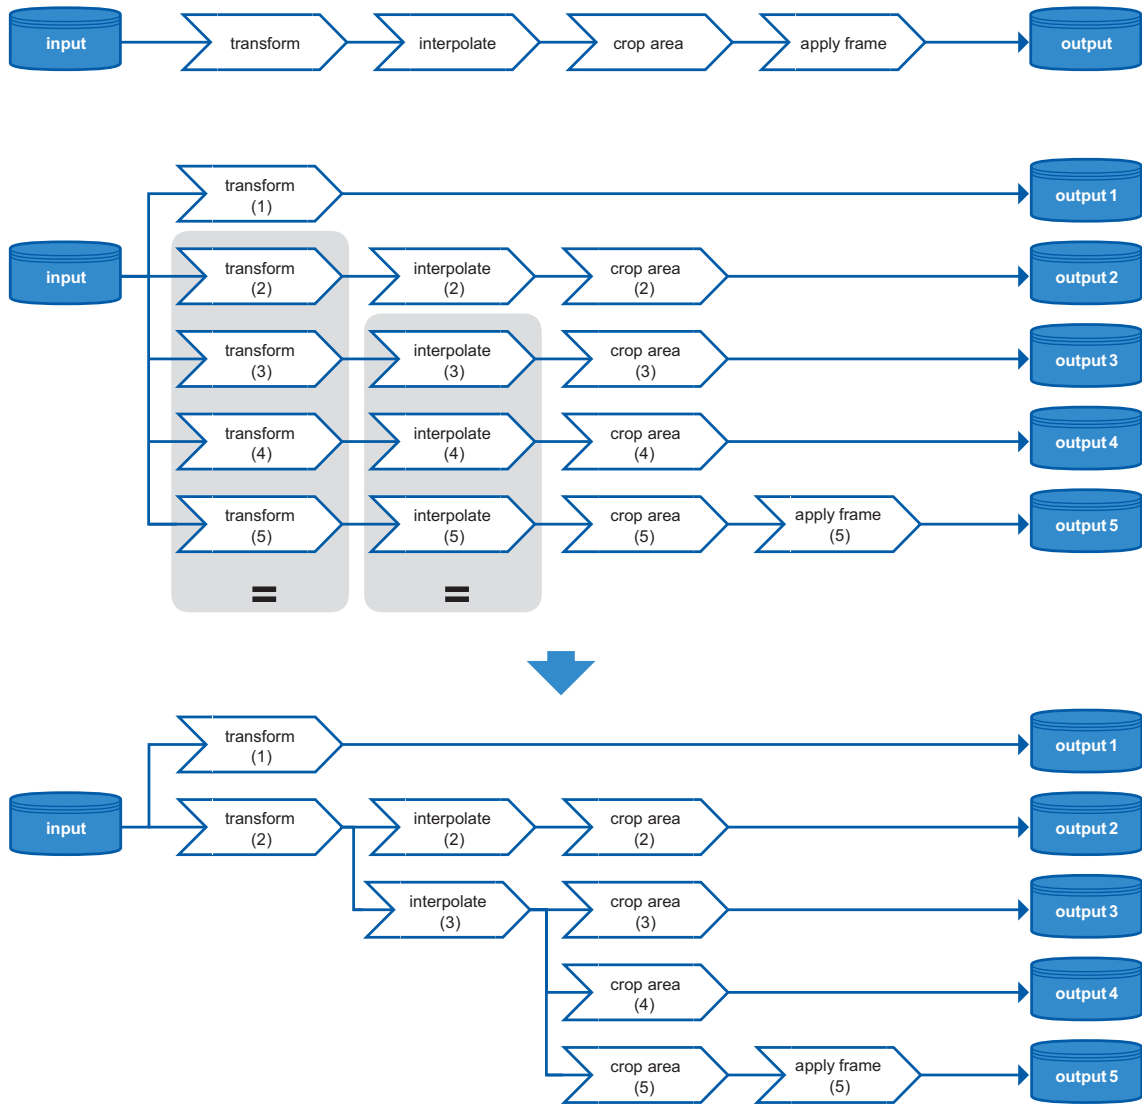 input
transform
interpolate
crop area
apply frame
output
transform
(1)
output 1
input
transform
(2)
interpolate
(2)
crop area
(2)
output 2
transform
(3)
interpolate
(3)
crop area
(3)
output 3
transform
(4)
interpolate
(4)
crop area
(4)
output 4
transform
(5)
interpolate
(5)
crop area
(5)
apply frame
(5)
output 5
=
=
transform
(1)
output 1
input
transform
(2)
interpolate
(2)
crop area
(2)
output 2
interpolate
(3)
crop area
(3)
output 3
crop area
(4)
output 4
crop area
(5)
apply frame
(5)
output 5